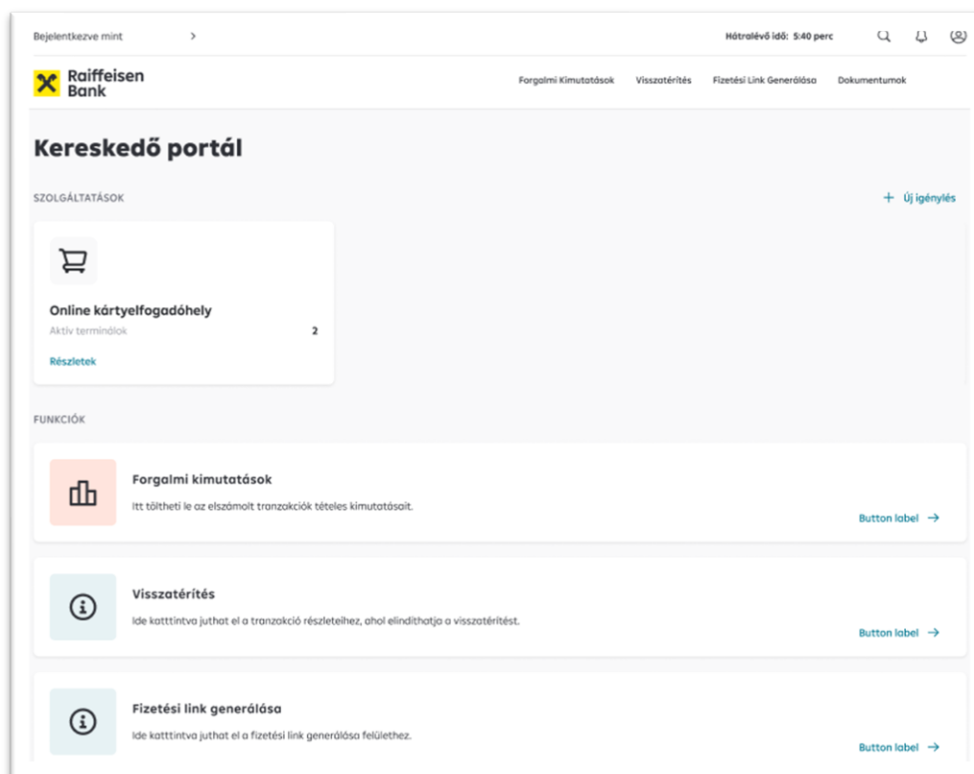 Bejelentkezve mint
Hátralévő idő: 5:40 perc
Raiffeisen
Bank
Forgalmi Kimutatások Visszatérítés Fizetési Link Generálása Dokumentumok
Kereskedő portál
SZOLGÁLTATÁSOK
+ Új igénylés
Online kártyelfogadóhely
Aktív terminálok 2
Részletek
FUNKCIÓK
Forgalmi kimutatások
Itt töltheti le az elszámolt tranzakciók tételes kimutatásait.
Button label →
Visszatérítés
Ide katttintva juthat el a tranzakció részleteihez, ahol elindíthatja a visszatérítést.
Button label →
Fizetési link generálása
Ide katttintva juthat el a fizetési link generálása felülethez.
Button label →